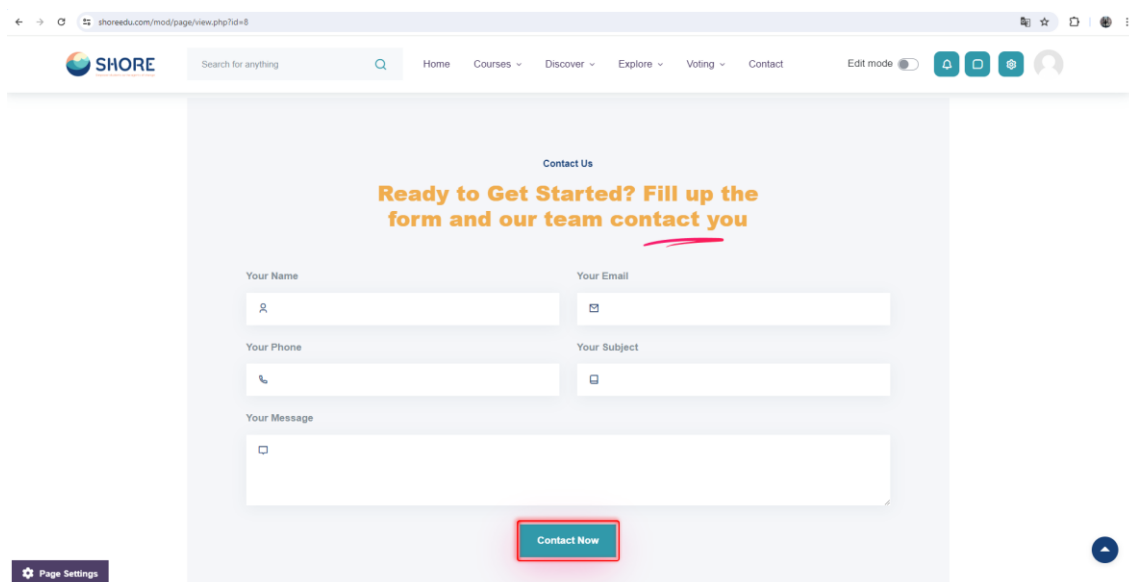 shoreedu.com/mod/page/view.php?id=8
SHORE
Search for anything
Home
Courses
Discover
Explore
Voting
Contact
Edit mode
Contact Us
Ready to Get Started? Fill up the
form and our team contact you
Your Name
Your Email
Your Phone
Your Subject
Your Message
Contact Now
Page Settings